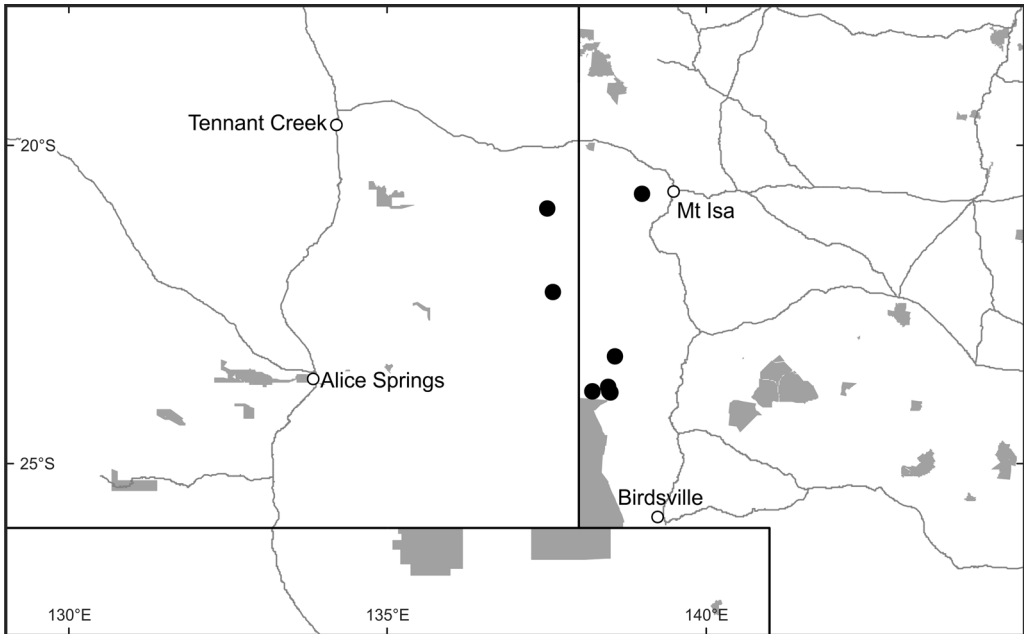 Tennant Creek
20°S
Mt Isa
Alice Springs
25°S
Birdsville
130°E
135°E
140°E